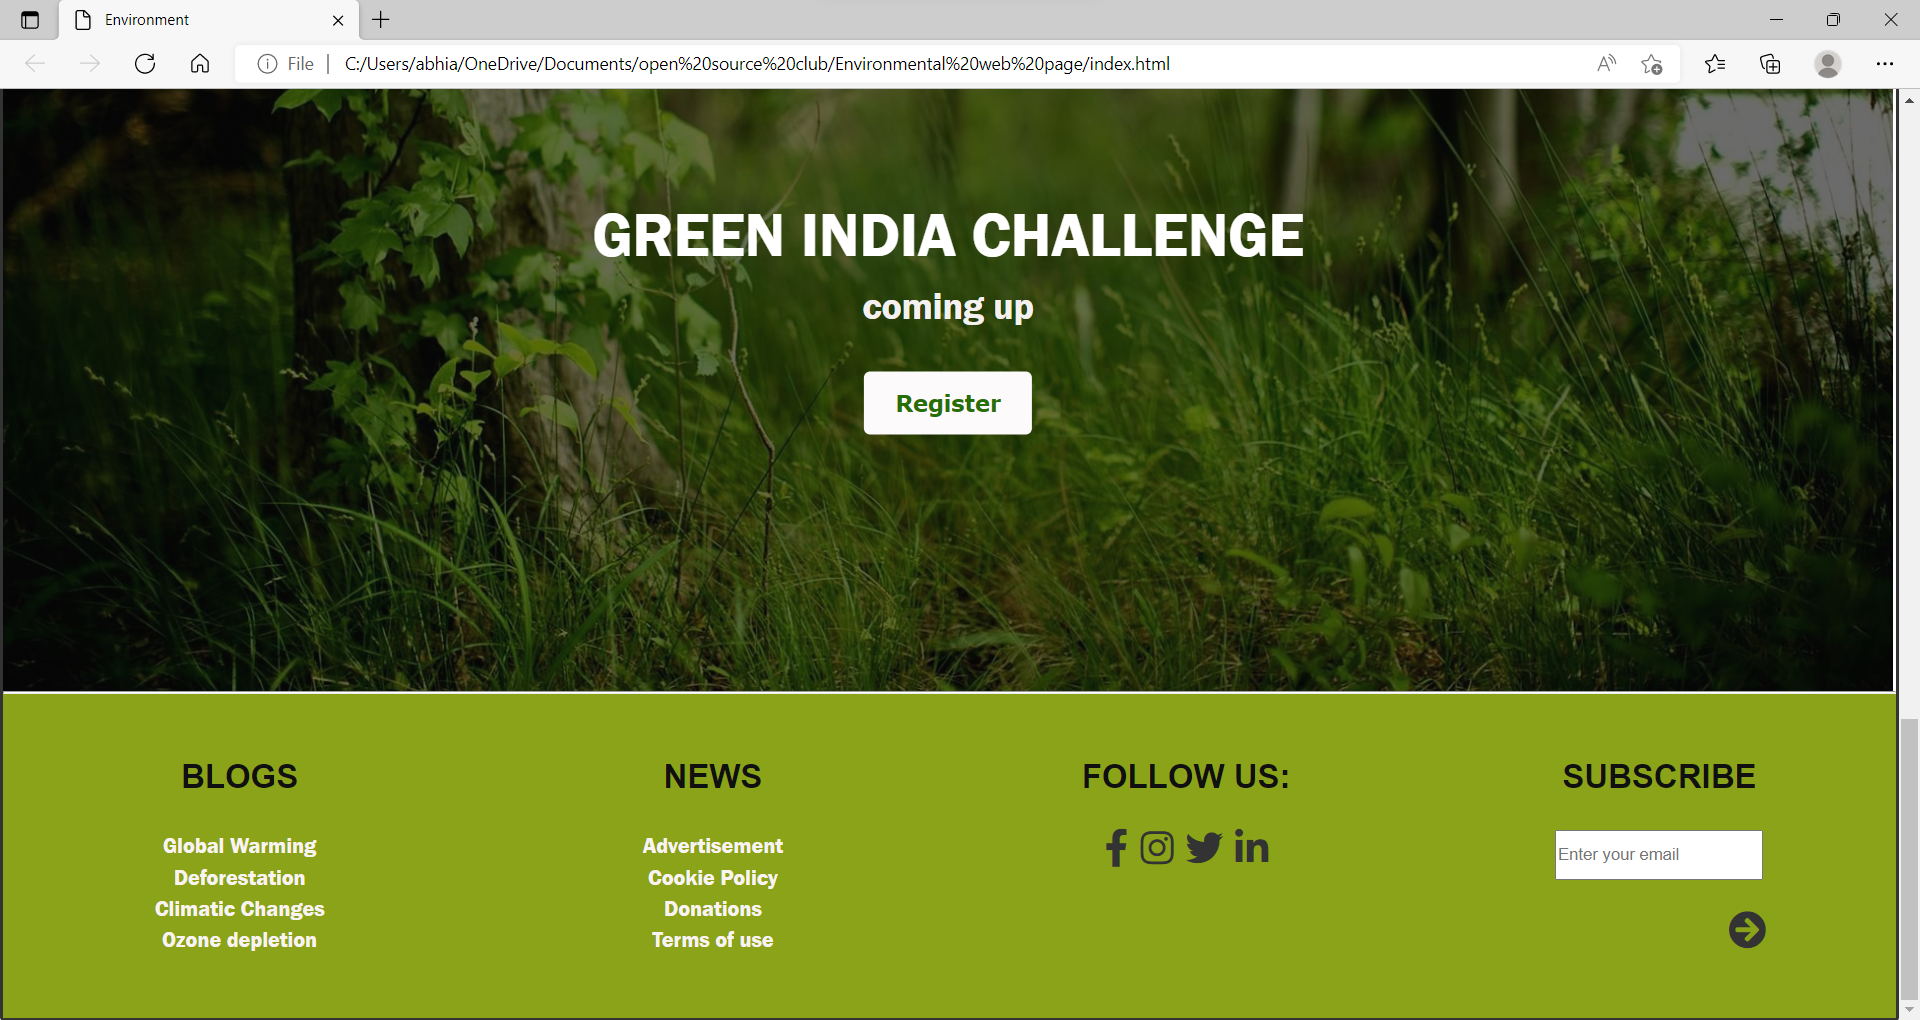 Environment
File
C:/Users/abhia/OneDrive/Documents/open%20source%20club/Environmental%20web%20page/index.html
GREEN INDIA CHALLENGE
coming up
Register
BLOGS
Global Warming
Deforestation
Climatic Changes
Ozone depletion
NEWS
Advertisement
Cookie Policy
Donations
Terms of use
FOLLOW US:
SUBSCRIBE
Enter your email